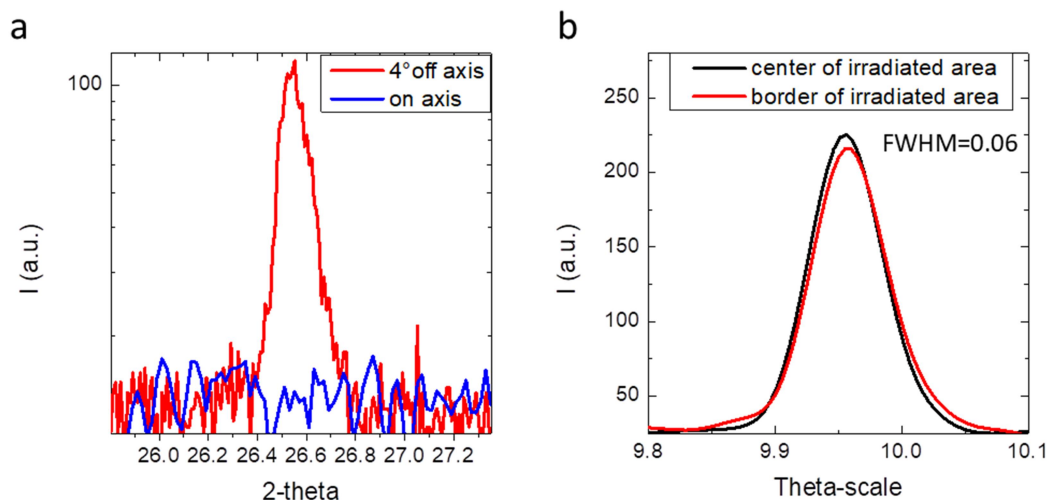 a
4°off axis
on axis
100
I (a.u.)
26.0 26.2 26.4 26.6 26.8 27.0 27.2
2-theta
b
center of irradiated area
border of irradiated area
FWHM=0.06
250
200
150
100
50
I (a.u.)
9.8 9.9 10.0 10.1
Theta-scale